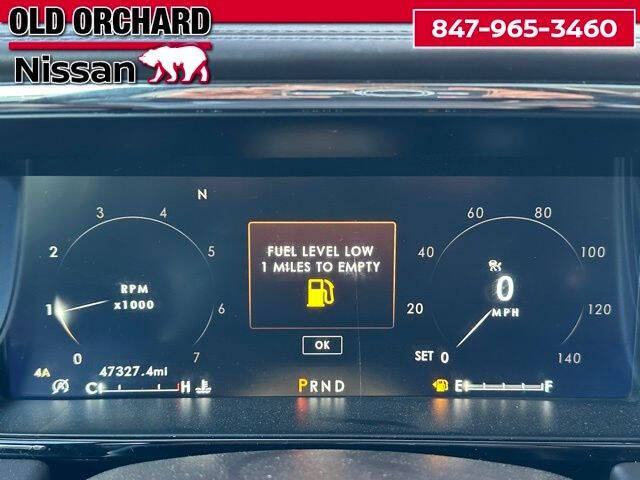 OLD ORCHARD
Nissan
847-965-3460
N
3 4
2 5
1 6
0 7
RPM
x1000
FUEL LEVEL LOW
1 MILES TO EMPTY
OK
60 80
40 100
20 120
SET 0 140
0
MPH
4A
47327.4mi
C H
PRND
E F